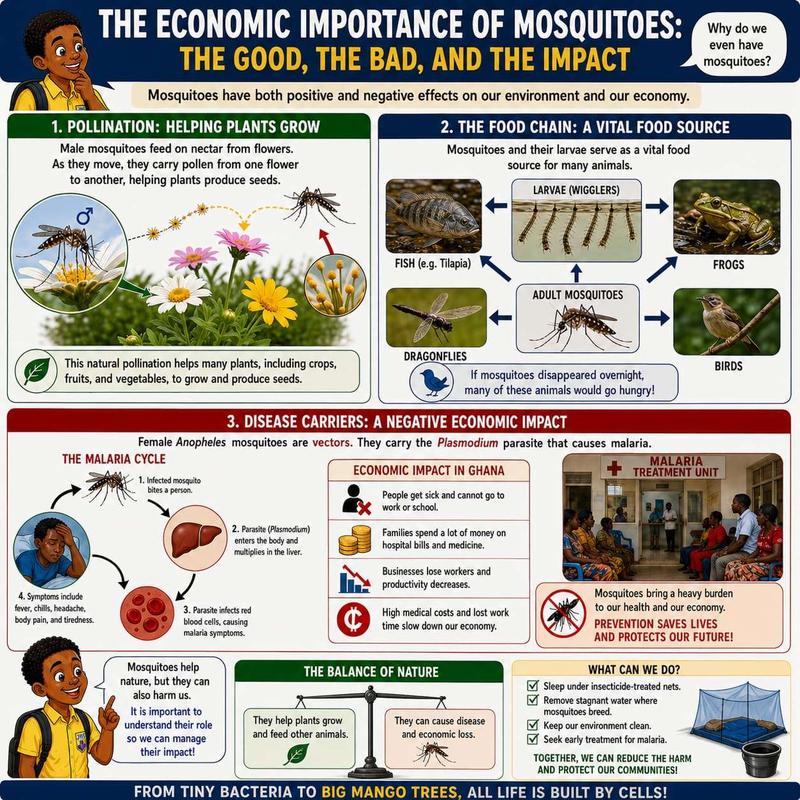 THE ECONOMIC IMPORTANCE OF MOSQUITOES:
THE GOOD, THE BAD, AND THE IMPACT
Why do we
even have
mosquitoes?
Mosquitoes have both positive and negative effects on our environment and our economy.
1. POLLINATION: HELPING PLANTS GROW
Male mosquitoes feed on nectar from flowers.
As they move, they carry pollen from one flower
to another, helping plants produce seeds.
♂
This natural pollination helps many plants, including crops,
fruits, and vegetables, to grow and produce seeds.
2. THE FOOD CHAIN: A VITAL FOOD SOURCE
Mosquitoes and their larvae serve as a vital food
source for many animals.
LARVAE (WIGGLERS)
FISH (e.g. Tilapia)
FROGS
ADULT MOSQUITOES
DRAGONFLIES
BIRDS
If mosquitoes disappeared overnight,
many of these animals would go hungry!
3. DISEASE CARRIERS: A NEGATIVE ECONOMIC IMPACT
Female Anopheles mosquitoes are vectors. They carry the Plasmodium parasite that causes malaria.
THE MALARIA CYCLE
1. Infected mosquito
bites a person.
2. Parasite (Plasmodium)
enters the body and
multiplies in the liver.
3. Parasite infects red
blood cells, causing
malaria symptoms.
4. Symptoms include
fever, chills, headache,
body pain, and tiredness.
ECONOMIC IMPACT IN GHANA
People get sick and cannot go to
work or school.
Families spend a lot of money on
hospital bills and medicine.
Businesses lose workers and
productivity decreases.
₵
High medical costs and lost work
time slow down our economy.
MALARIA
TREATMENT UNIT
Mosquitoes bring a heavy burden
to our health and our economy.
PREVENTION SAVES LIVES
AND PROTECTS OUR FUTURE!
Mosquitoes help
nature, but they can
also harm us.
It is important to
understand their role
so we can manage
their impact!
THE BALANCE OF NATURE
They help plants grow
and feed other animals.
They can cause disease
and economic loss.
WHAT CAN WE DO?
Sleep under insecticide-treated nets.
Remove stagnant water where
mosquitoes breed.
Keep our environment clean.
Seek early treatment for malaria.
TOGETHER, WE CAN REDUCE THE HARM
AND PROTECT OUR COMMUNITIES!
FROM TINY BACTERIA TO BIG MANGO TREES, ALL LIFE IS BUILT BY CELLS!